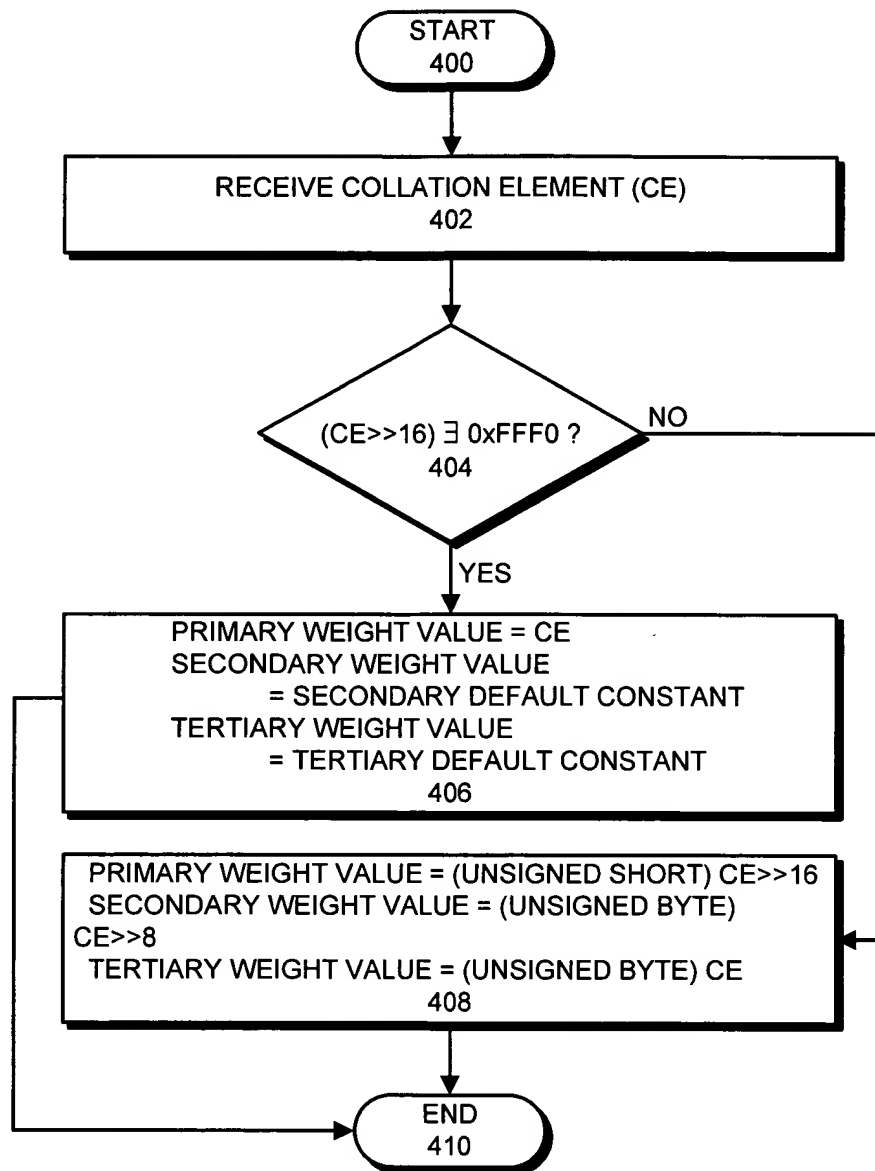 START
400
RECEIVE COLLATION ELEMENT (CE)
402
(CE>>16) ∃ 0xFFF0 ?
404
NO
YES
PRIMARY WEIGHT VALUE = CE
SECONDARY WEIGHT VALUE
= SECONDARY DEFAULT CONSTANT
TERTIARY WEIGHT VALUE
= TERTIARY DEFAULT CONSTANT
406
PRIMARY WEIGHT VALUE = (UNSIGNED SHORT) CE>>16
SECONDARY WEIGHT VALUE = (UNSIGNED BYTE)
CE>>8
TERTIARY WEIGHT VALUE = (UNSIGNED BYTE) CE
408
END
410